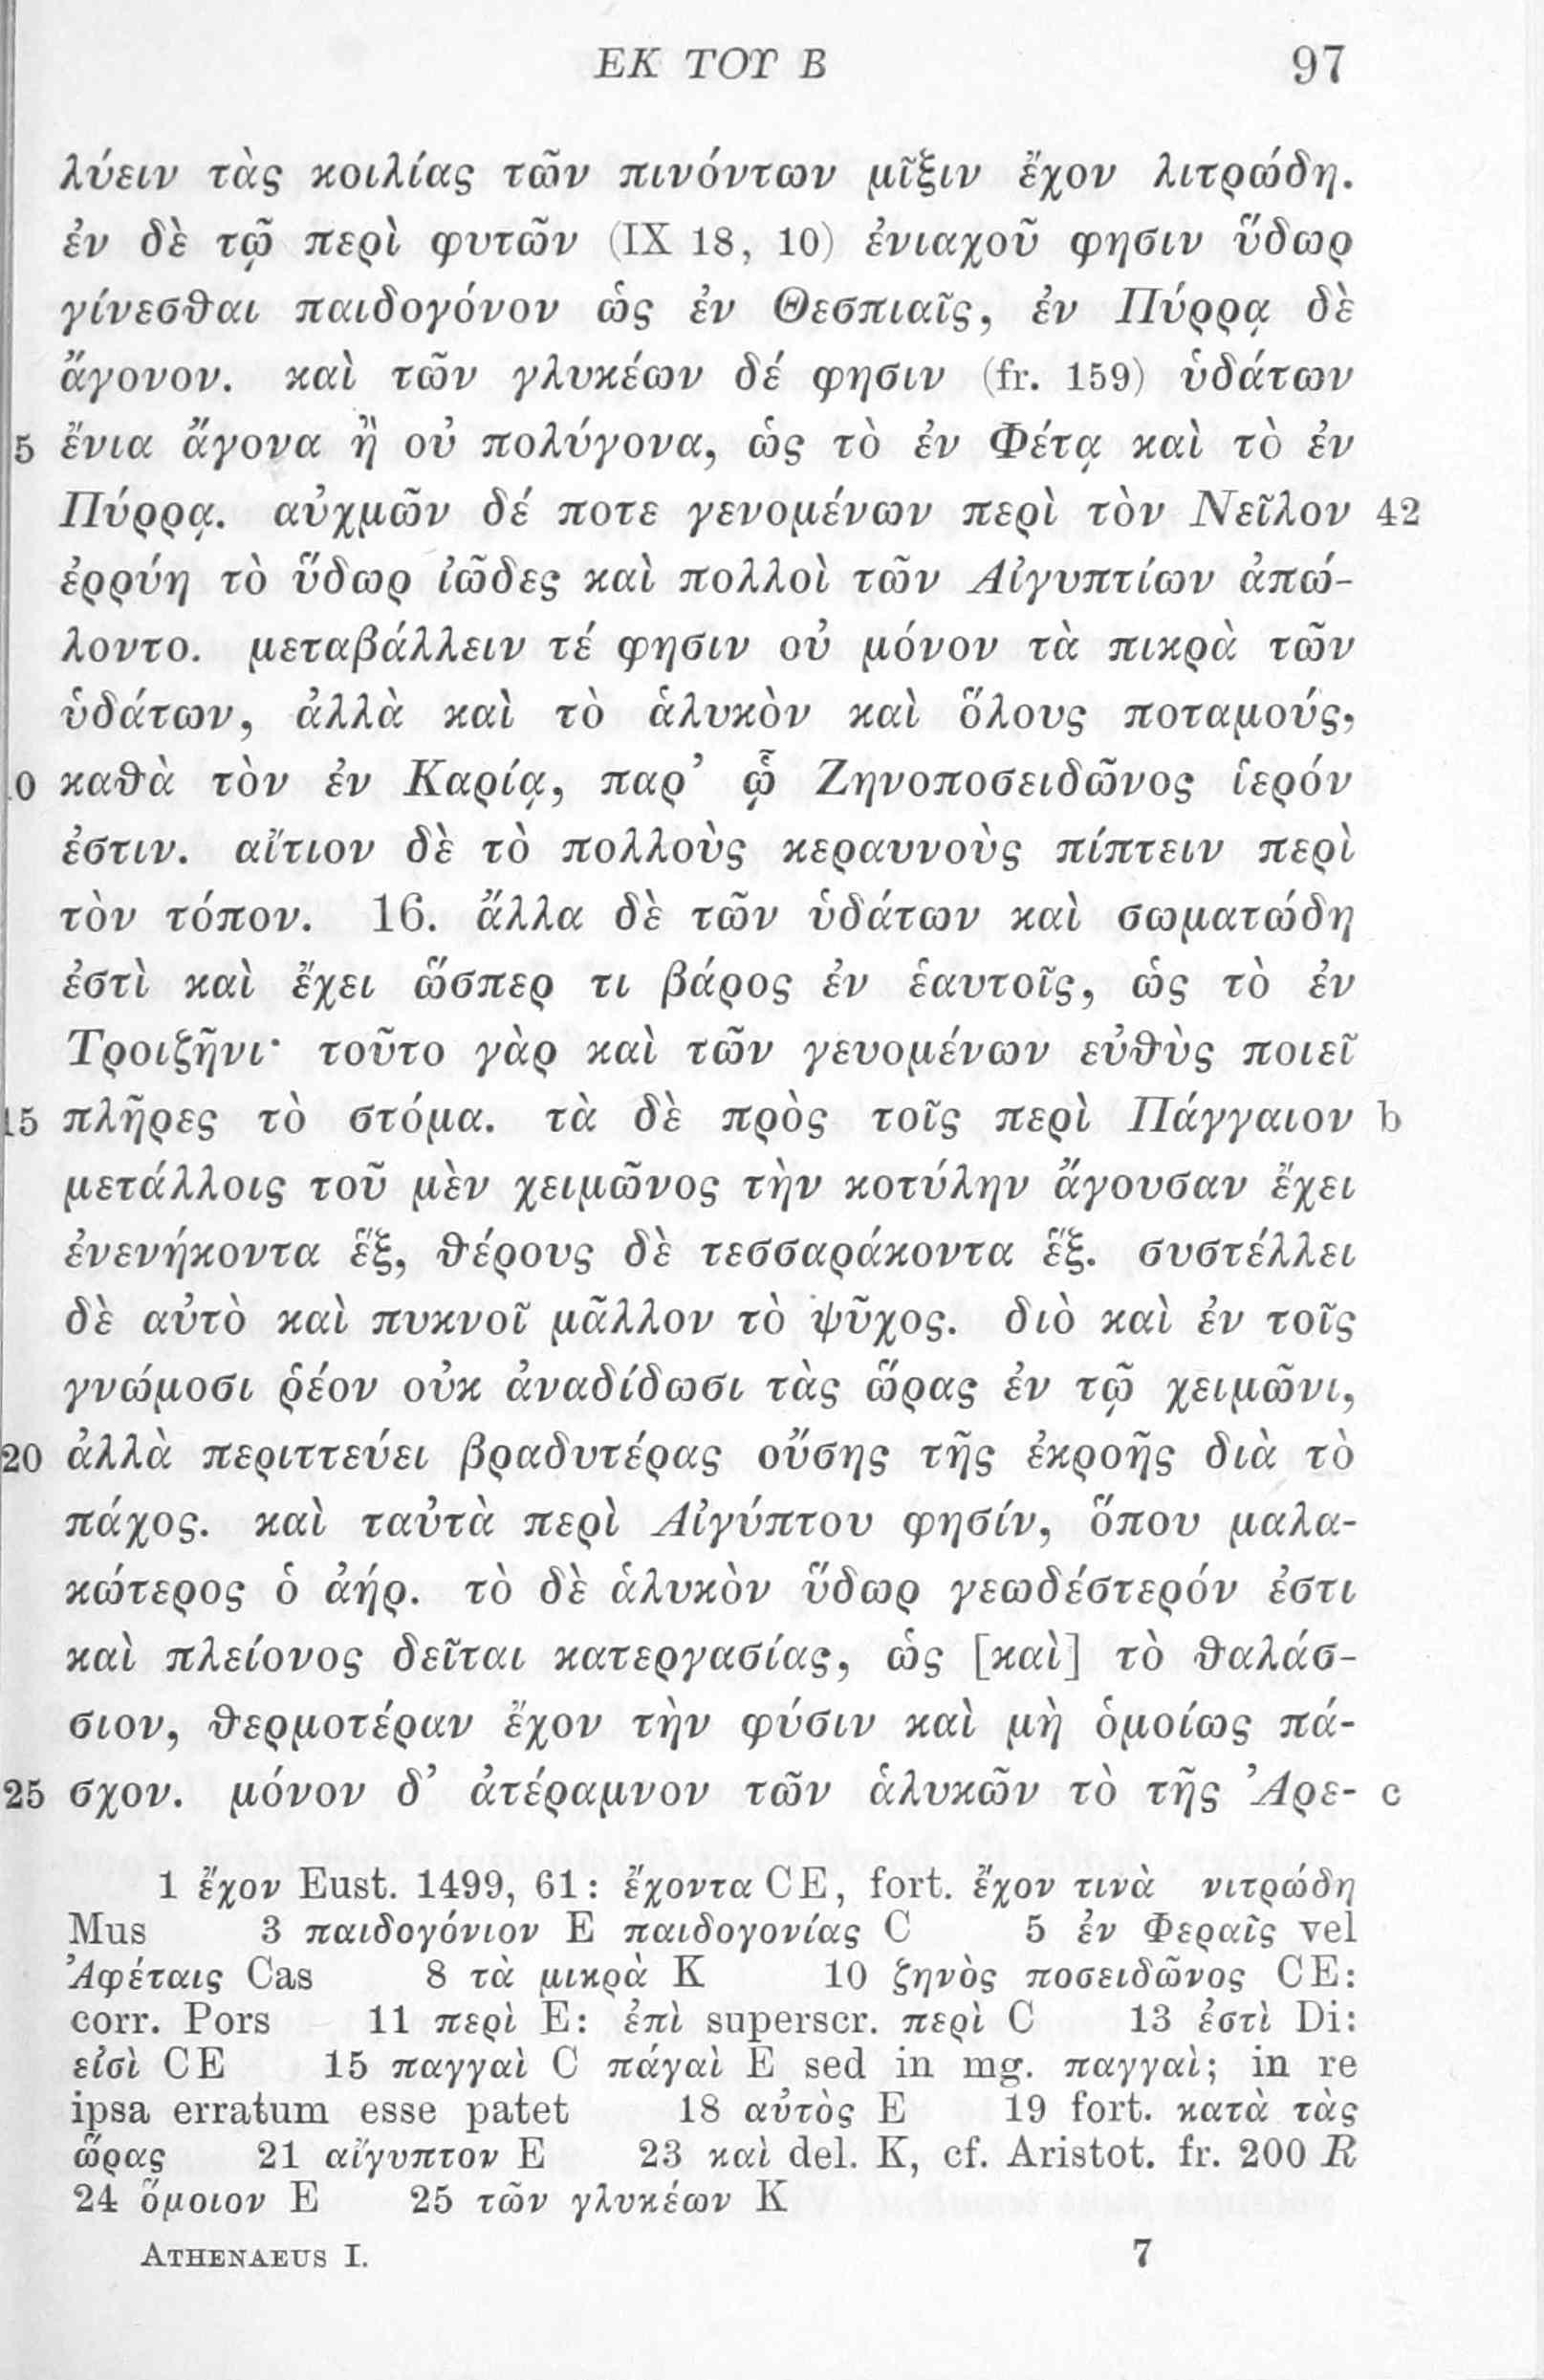 ΕΚ ΤΟΥ Β 97
λύειν τὰς κοιλίας τῶν πινόντων μῖξιν ἔχον λιτρώδη.
ἐν δὲ τῷ περὶ φυτῶν (IX 18, 10) ἐνιαχοῦ φησιν ὕδωρ
γίνεσθαι παιδογόνον ὡς ἐν Θεσπιαῖς, ἐν Πύρρᾳ δὲ
ἄγονον. καὶ τῶν γλυκέων δέ φησιν (fr. 159) ὑδάτων
5 ἔνια ἄγονα ἢ οὐ πολύγονα, ὡς τὸ ἐν Φέτᾳ καὶ τὸ ἐν
Πύρρᾳ. αὐχμῶν δέ ποτε γενομένων περὶ τὸν Νεῖλον 42
ἐρρύη τὸ ὕδωρ ἰῶδες καὶ πολλοὶ τῶν Αἰγυπτίων ἀπώ-
λοντο. μεταβάλλειν τέ φησιν οὐ μόνον τὰ πικρὰ τῶν
ὑδάτων, ἀλλὰ καὶ τὸ ἁλυκὸν καὶ ὅλους ποταμούς,
0 καθὰ τὸν ἐν Καρίᾳ, παρ’ ᾧ Ζηνοποσειδῶνος ἱερόν
ἐστιν. αἴτιον δὲ τὸ πολλοὺς κεραυνοὺς πίπτειν περὶ
τὸν τόπον. 16. ἄλλα δὲ τῶν ὑδάτων καὶ σωματώδη
ἐστὶ καὶ ἔχει ὥσπερ τι βάρος ἐν ἑαυτοῖς, ὡς τὸ ἐν
Τροιζῆνι· τοῦτο γὰρ καὶ τῶν γευομένων εὐθὺς ποιεῖ
15 πλῆρες τὸ στόμα. τὰ δὲ πρὸς τοῖς περὶ Πάγγαιον b
μετάλλοις τοῦ μὲν χειμῶνος τὴν κοτύλην ἄγουσαν ἔχει
ἐνενήκοντα ἕξ, θέρους δὲ τεσσαράκοντα ἕξ. συστέλλει
δὲ αὐτὸ καὶ πυκνοῖ μᾶλλον τὸ ψῦχος. διὸ καὶ ἐν τοῖς
γνώμοσι ῥέον οὐκ ἀναδίδωσι τὰς ὥρας ἐν τῷ χειμῶνι,
20 ἀλλὰ περιττεύει βραδυτέρας οὔσης τῆς ἐκροῆς διὰ τὸ
πάχος. καὶ ταὐτὰ περὶ Αἰγύπτου φησίν, ὅπου μαλα-
κώτερος ὁ ἀήρ. τὸ δὲ ἁλυκὸν ὕδωρ γεωδέστερόν ἐστι
καὶ πλείονος δεῖται κατεργασίας, ὡς [καὶ] τὸ θαλάσ-
σιον, θερμοτέραν ἔχον τὴν φύσιν καὶ μὴ ὁμοίως πά-
25 σχον. μόνον δ’ ἀτέραμνον τῶν ἁλυκῶν τὸ τῆς Ἀρε- c
1 ἔχον Eust. 1499, 61: ἔχοντα CE, fort. ἔχον τινὰ νιτρώδη
Mus 3 παιδογόνιον E παιδογονίας C 5 ἐν Φεραῖς vel
Ἀφέταις Cas 8 τὰ μικρὰ K 10 ζηνὸς ποσειδῶνος CE:
corr. Pors 11 περὶ E: ἐπὶ superscr. περὶ C 13 ἐστὶ Di:
εἰσὶ CE 15 παγγαὶ C πάγαὶ E sed in mg. παγγαὶ; in re
ipsa erratum esse patet 18 αὐτὸς E 19 fort. κατὰ τὰς
ὥρας 21 αἴγυπτον E 23 καὶ del. K, cf. Aristot. fr. 200 R
24 ὅμοιον E 25 τῶν γλυκέων K
ATHENAEUS I. 7